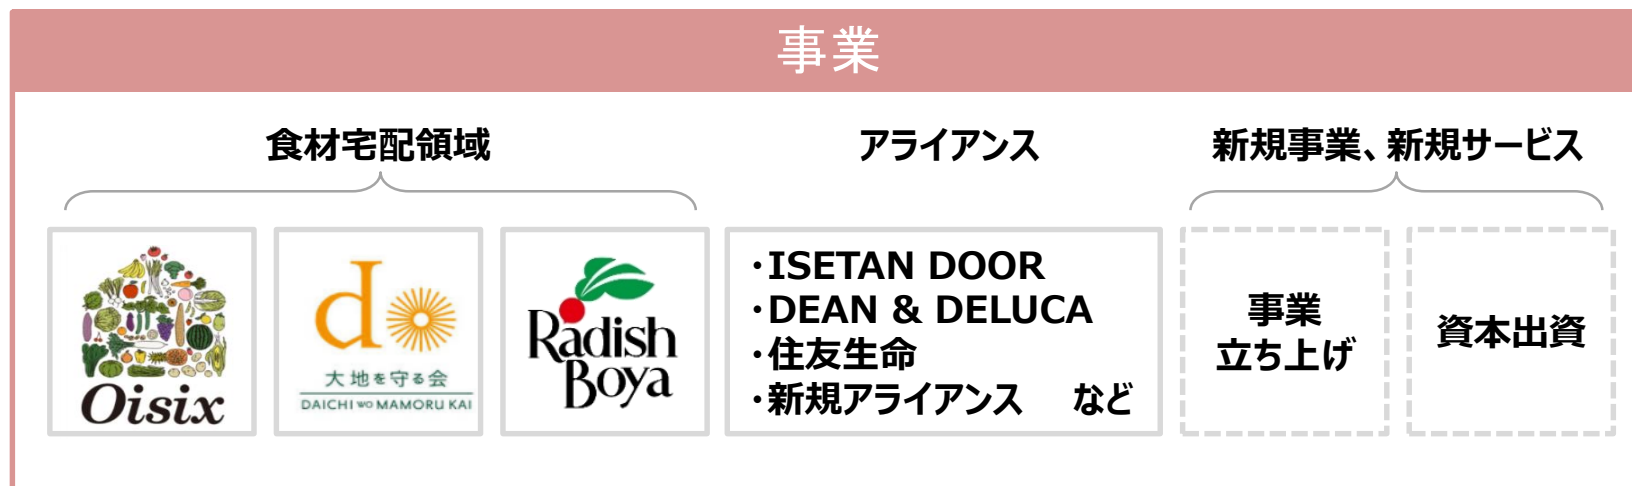 事業
食材宅配領域
アライアンス
新規事業、新規サービス
Oisix
do
大地を守る会
DAICHI WO MAMORU KAI
Radish
Boya
・ISETAN DOOR
・DEAN & DELUCA
・住友生命
・新規アライアンス など
事業
立ち上げ
資本出資